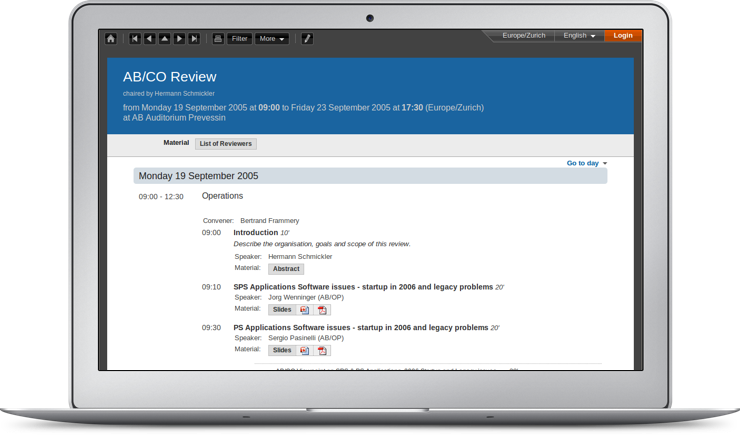 Filter More Europe/Zurich English Login
AB/CO Review
chaired by Hermann Schmickler
from Monday 19 September 2005 at 09:00 to Friday 23 September 2005 at 17:30 (Europe/Zurich)
at AB Auditorium Prevessin
Material List of Reviewers
Go to day
Monday 19 September 2005
09:00 - 12:30 Operations
Convener: Bertrand Frammery
09:00 Introduction 10'
Describe the organisation, goals and scope of this review.
Speaker: Hermann Schmickler
Material: Abstract
09:10 SPS Applications Software issues - startup in 2006 and legacy problems 20'
Speaker: Jorg Wenninger (AB/OP)
Material: Slides
09:30 PS Applications Software issues - startup in 2006 and legacy problems 20'
Speaker: Sergio Pasinelli (AB/OP)
Material: Slides